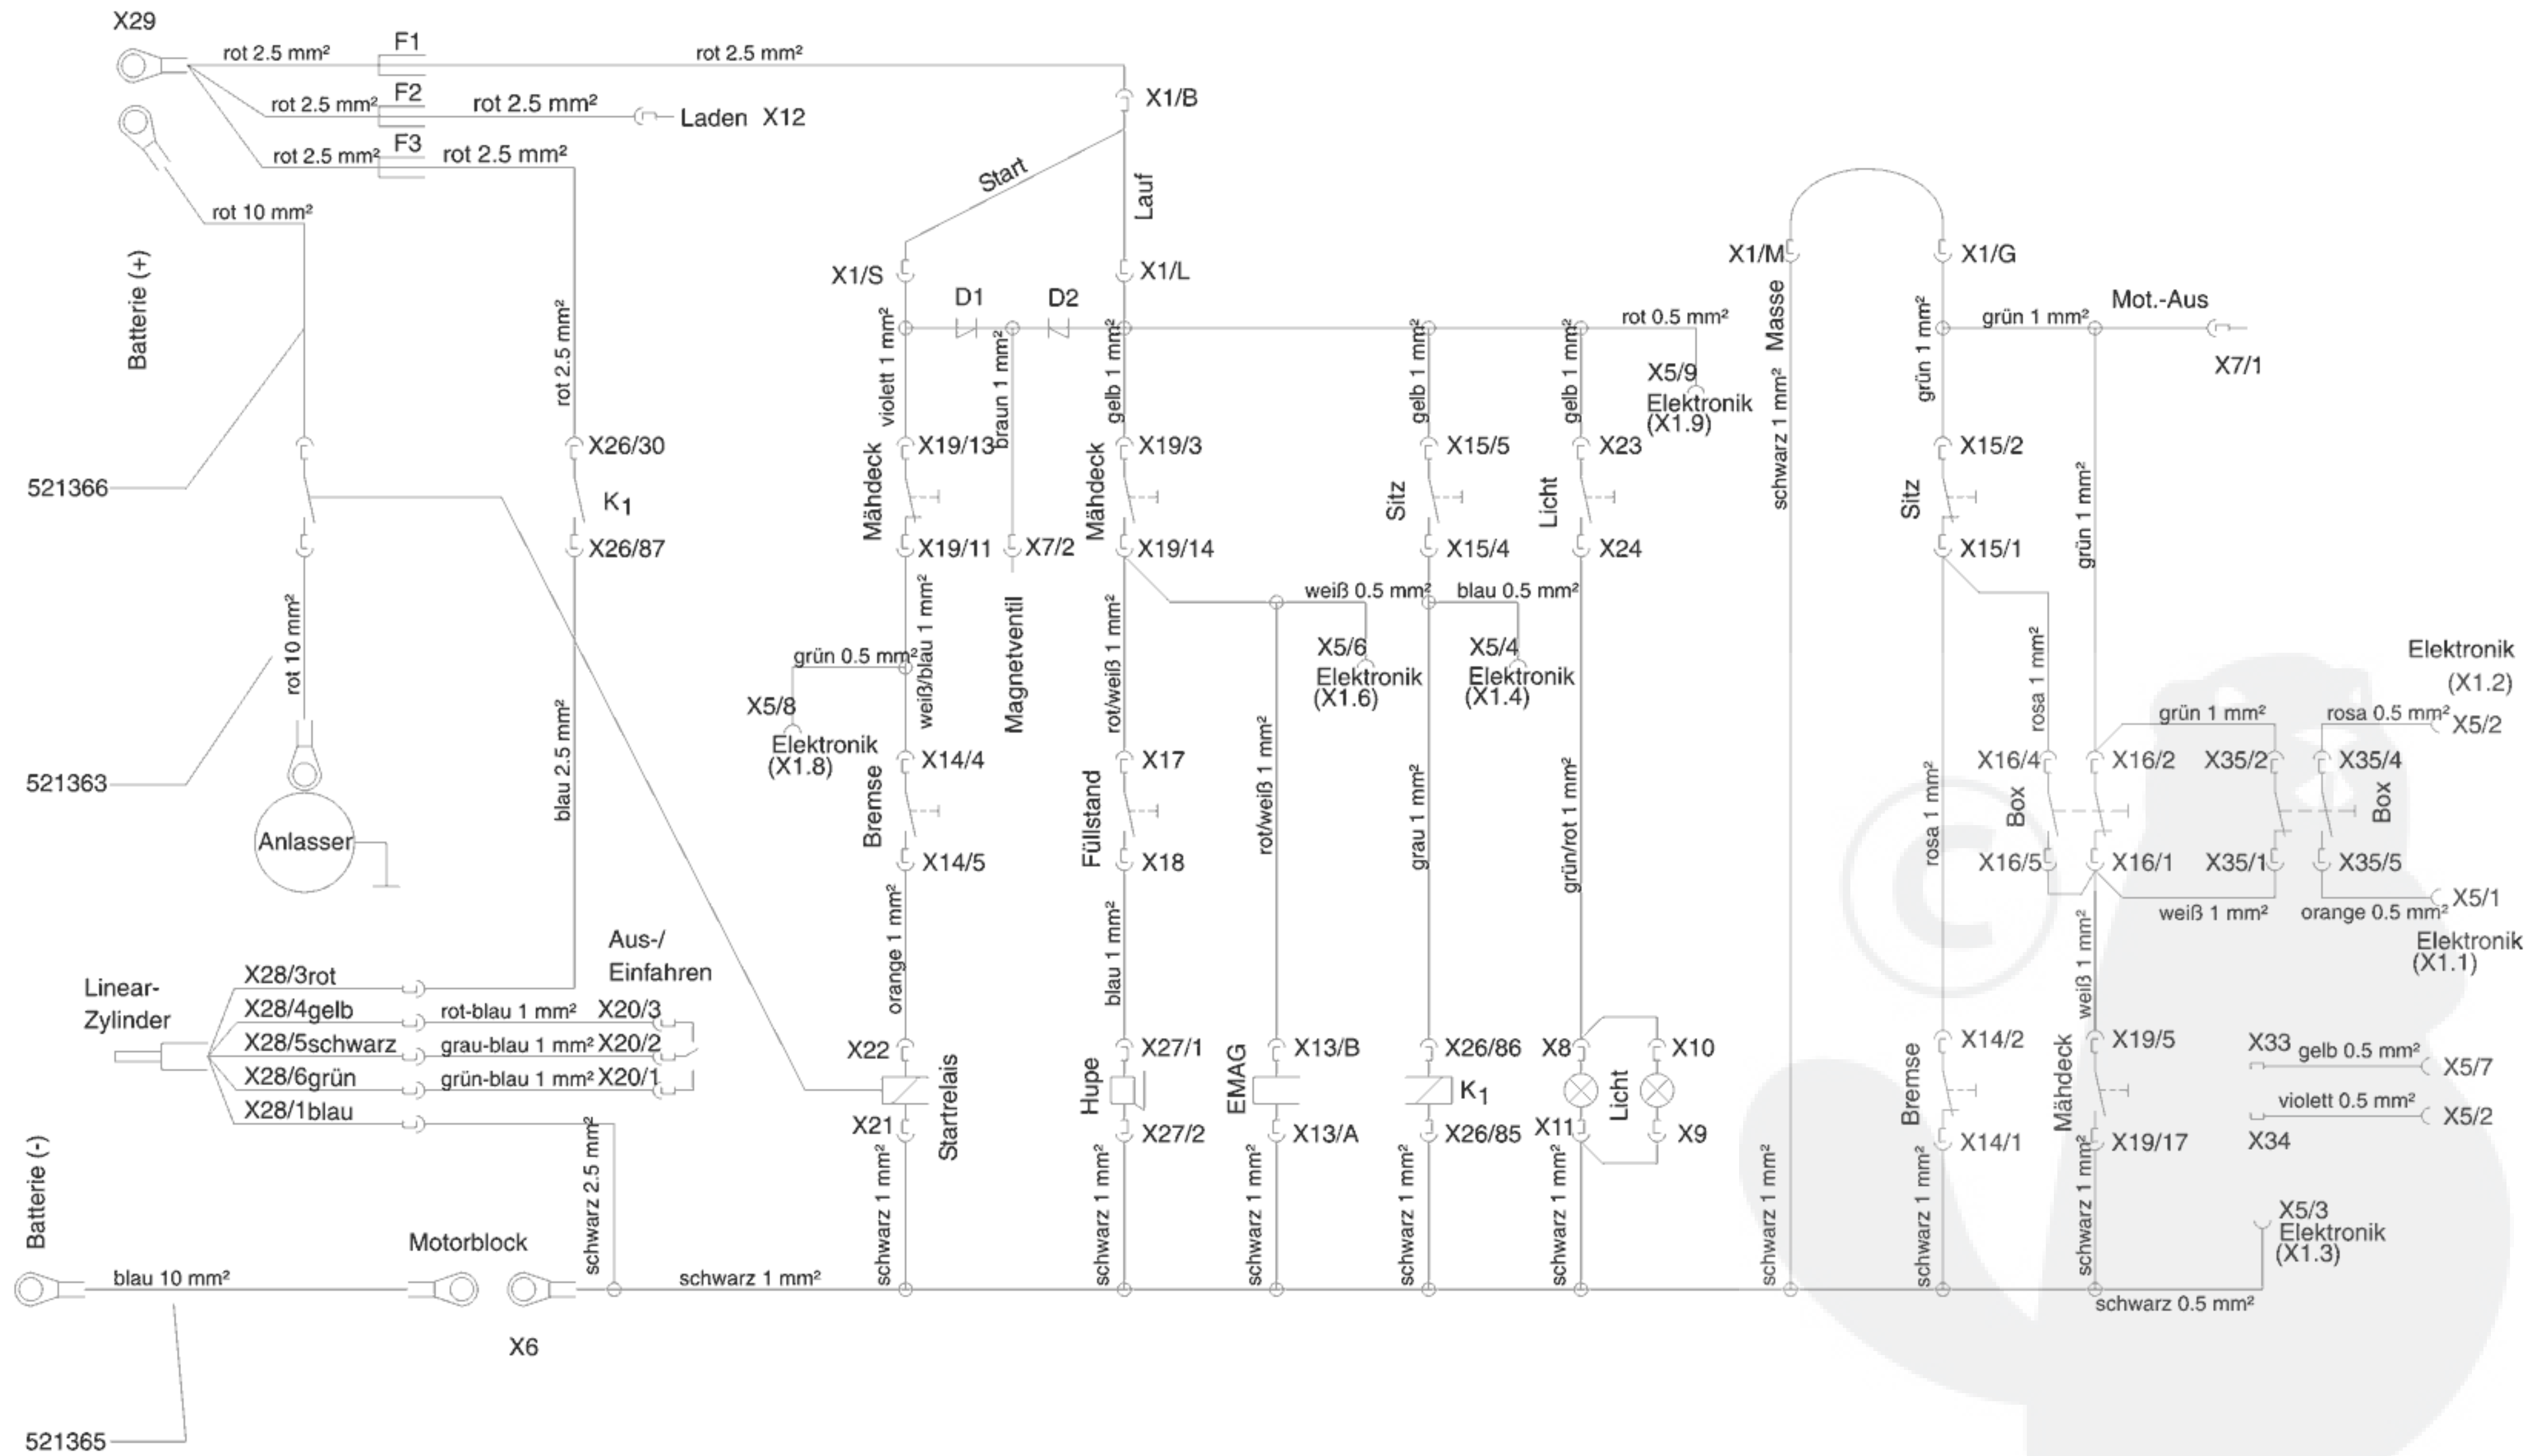 X29
rot 2.5 mm²
F1
rot 2.5 mm²
rot 2.5 mm²
F2
rot 2.5 mm²
Laden X12
rot 2.5 mm²
F3
rot 2.5 mm²
X1/B
Start
Lauf
rot 10 mm²
Batterie (+)
rot 2.5 mm²
X1/S
X1/L
X1/M
X1/G
D1
D2
rot 0.5 mm²
Masse
grün 1 mm²
Mot.-Aus
X7/1
violett 1 mm²
braun 1 mm²
gelb 1 mm²
gelb 1 mm²
gelb 1 mm²
X5/9
Elektronik
(X1.9)
schwarz 1 mm²
grün 1 mm²
grün 1 mm²
521366
X26/30
K1
X26/87
X19/13
Mähdeck
X19/11
X7/2
Magnetventil
X19/3
Mähdeck
X19/14
X15/5
Sitz
X15/4
X23
Licht
X24
X15/2
Sitz
X15/1
rot 10 mm²
521363
Anlasser
blau 2.5 mm²
grün 0.5 mm²
weiß/blau 1 mm²
X5/8
Elektronik
(X1.8)
rot/weiß 1 mm²
weiß 0.5 mm²
blau 0.5 mm²
X5/6
Elektronik
(X1.6)
X5/4
Elektronik
(X1.4)
rosa 1 mm²
Elektronik
(X1.2)
grün 1 mm²
rosa 0.5 mm²
X5/2
X14/4
Bremse
X14/5
X17
Füllstand
X18
rot/weiß 1 mm²
grau 1 mm²
grün/rot 1 mm²
rosa 1 mm²
X16/4
X16/2
X35/2
X35/4
Box
Box
X16/5
X16/1
X35/1
X35/5
weiß 1 mm²
orange 0.5 mm²
X5/1
Elektronik
(X1.1)
©
orange 1 mm²
blau 1 mm²
weiß 1 mm²
Linear-
Zylinder
Aus-/
Einfahren
X28/3rot
X28/4gelb
rot-blau 1 mm²
X20/3
X28/5schwarz
grau-blau 1 mm²
X20/2
X28/6grün
grün-blau 1 mm²
X20/1
X28/1blau
X22
Startrelais
X21
X27/1
Hupe
X27/2
X13/B
EMAG
X13/A
X26/86
K1
X26/85
X8
X10
Licht
X11
X9
X14/2
Bremse
X14/1
X19/5
Mähdeck
X19/17
X33
gelb 0.5 mm²
X5/7
violett 0.5 mm²
X5/2
X34
Batterie (-)
blau 10 mm²
Motorblock
X6
schwarz 2.5 mm²
schwarz 1 mm²
schwarz 1 mm²
schwarz 1 mm²
schwarz 1 mm²
schwarz 1 mm²
schwarz 1 mm²
schwarz 1 mm²
schwarz 1 mm²
schwarz 1 mm²
X5/3
Elektronik
(X1.3)
schwarz 0.5 mm²
521365